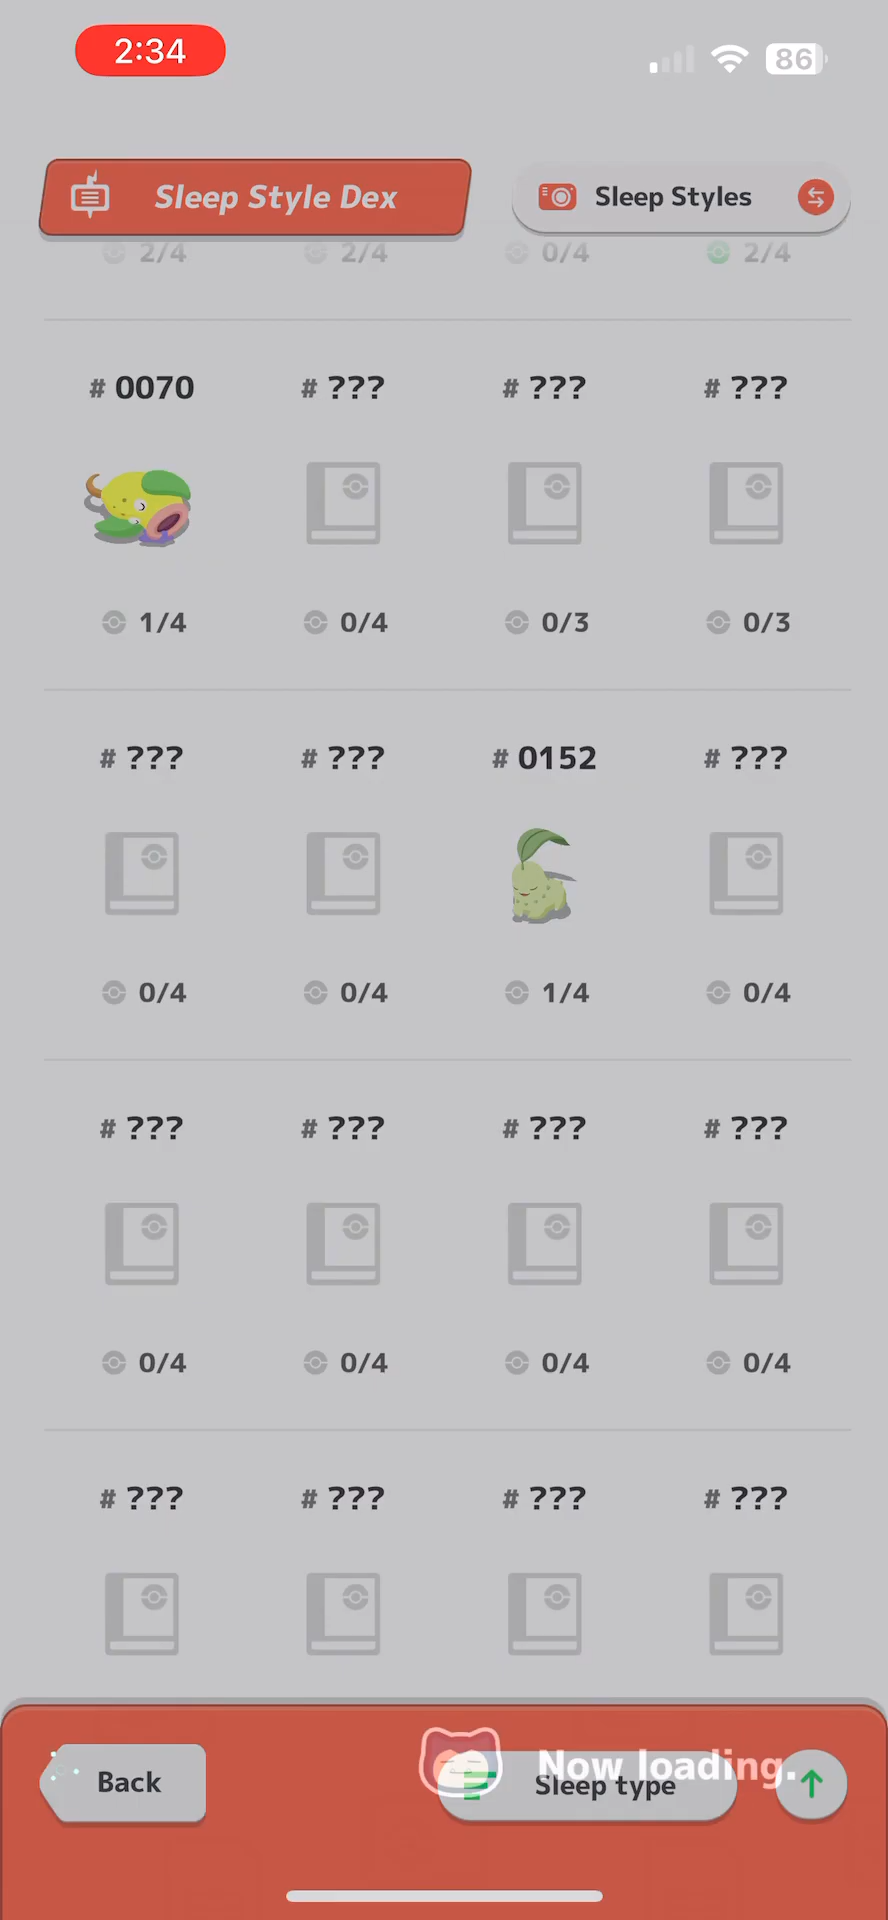 2:34
86
Sleep Style Dex
Sleep Styles
2/4 2/4 0/4 2/4
# 0070 # ??? # ??? # ???
1/4 0/4 0/3 0/3
# ??? # ??? # 0152 # ???
0/4 0/4 1/4 0/4
# ??? # ??? # ??? # ???
0/4 0/4 0/4 0/4
# ??? # ??? # ??? # ???
Now loading.
Back
Sleep type